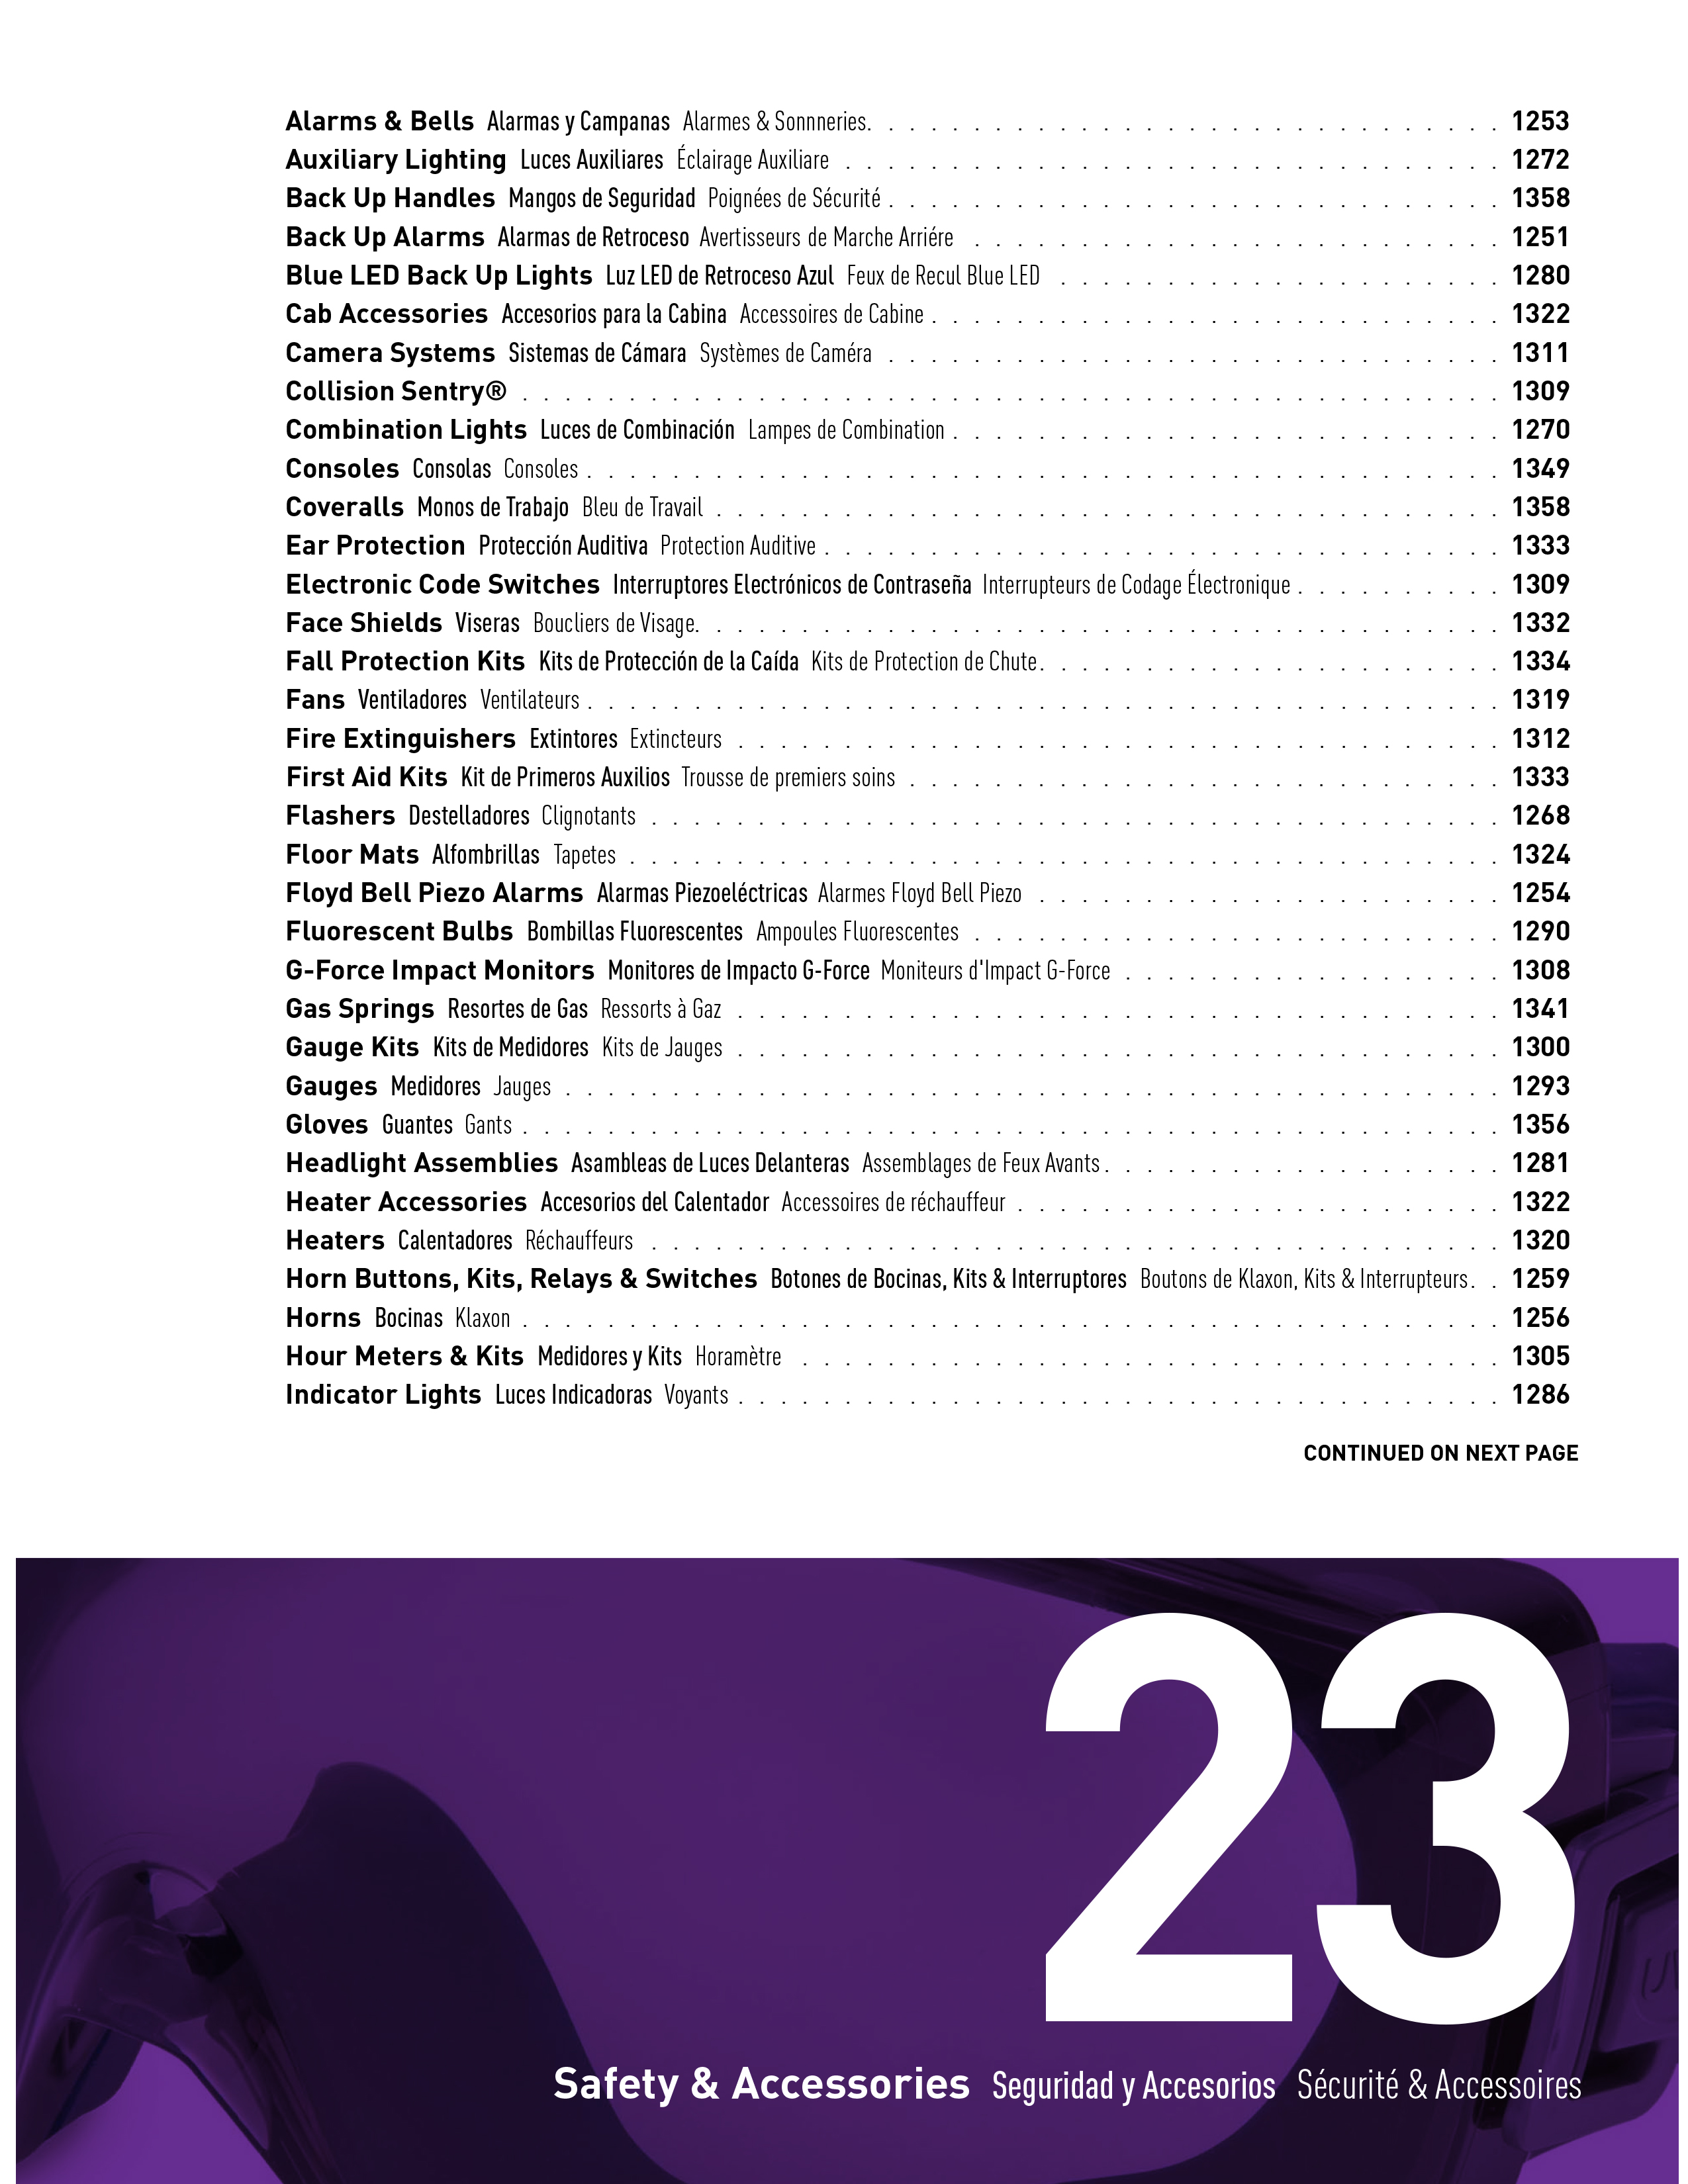 Alarms & Bells Alarmas y Campanas Alarmes & Sonnneries. . . . . . . . . . . . . . . . . . . . . . . . . . . . . . 1253
Auxiliary Lighting Luces Auxiliares Éclairage Auxiliare . . . . . . . . . . . . . . . . . . . . . . . . . . . . . . . 1272
Back Up Handles Mangos de Seguridad Poignées de Sécurité . . . . . . . . . . . . . . . . . . . . . . . . . . . . . 1358
Back Up Alarms Alarmas de Retroceso Avertisseurs de Marche Arriére . . . . . . . . . . . . . . . . . . . . . . . . . 1251
Blue LED Back Up Lights Luz LED de Retroceso Azul Feux de Recul Blue LED . . . . . . . . . . . . . . . . . . . . . 1280
Cab Accessories Accesorios para la Cabina Accessoires de Cabine . . . . . . . . . . . . . . . . . . . . . . . . . . . 1322
Camera Systems Sistemas de Cámara Systèmes de Caméra . . . . . . . . . . . . . . . . . . . . . . . . . . . . . 1311
Collision Sentry® . . . . . . . . . . . . . . . . . . . . . . . . . . . . . . . . . . . . . . . . . . . . . . 1309
Combination Lights Luces de Combinación Lampes de Combination . . . . . . . . . . . . . . . . . . . . . . . . . . 1270
Consoles Consolas Consoles . . . . . . . . . . . . . . . . . . . . . . . . . . . . . . . . . . . . . . . . . . . 1349
Coveralls Monos de Trabajo Bleu de Travail . . . . . . . . . . . . . . . . . . . . . . . . . . . . . . . . . . . . . 1358
Ear Protection Protección Auditiva Protection Auditive . . . . . . . . . . . . . . . . . . . . . . . . . . . . . . . . 1333
Electronic Code Switches Interruptores Electrónicos de Contraseña Interrupteurs de Codage Électronique . . . . . . . . . . 1309
Face Shields Viseras Boucliers de Visage. . . . . . . . . . . . . . . . . . . . . . . . . . . . . . . . . . . . . . 1332
Fall Protection Kits Kits de Protección de la Caída Kits de Protection de Chute. . . . . . . . . . . . . . . . . . . . . . 1334
Fans Ventiladores Ventilateurs . . . . . . . . . . . . . . . . . . . . . . . . . . . . . . . . . . . . . . . . . . . 1319
Fire Extinguishers Extintores Extincteurs . . . . . . . . . . . . . . . . . . . . . . . . . . . . . . . . . . . . 1312
First Aid Kits Kit de Primeros Auxilios Trousse de premiers soins . . . . . . . . . . . . . . . . . . . . . . . . . . . . 1333
Flashers Destelladores Clignotants . . . . . . . . . . . . . . . . . . . . . . . . . . . . . . . . . . . . . . . . 1268
Floor Mats Alfombrillas Tapetes . . . . . . . . . . . . . . . . . . . . . . . . . . . . . . . . . . . . . . . . . 1324
Floyd Bell Piezo Alarms Alarmas Piezoeléctricas Alarmes Floyd Bell Piezo . . . . . . . . . . . . . . . . . . . . . . 1254
Fluorescent Bulbs Bombillas Fluorescentes Ampoules Fluorescentes . . . . . . . . . . . . . . . . . . . . . . . . . 1290
G-Force Impact Monitors Monitores de Impacto G-Force Moniteurs d'Impact G-Force . . . . . . . . . . . . . . . . . . 1308
Gas Springs Resortes de Gas Ressorts à Gaz . . . . . . . . . . . . . . . . . . . . . . . . . . . . . . . . . . . . 1341
Gauge Kits Kits de Medidores Kits de Jauges . . . . . . . . . . . . . . . . . . . . . . . . . . . . . . . . . . . . 1300
Gauges Medidores Jauges . . . . . . . . . . . . . . . . . . . . . . . . . . . . . . . . . . . . . . . . . . . . 1293
Gloves Guantes Gants . . . . . . . . . . . . . . . . . . . . . . . . . . . . . . . . . . . . . . . . . . . . . . 1356
Headlight Assemblies Asambleas de Luces Delanteras Assemblages de Feux Avants. . . . . . . . . . . . . . . . . . . 1281
Heater Accessories Accesorios del Calentador Accessoires de réchauffeur . . . . . . . . . . . . . . . . . . . . . . . 1322
Heaters Calentadores Réchauffeurs . . . . . . . . . . . . . . . . . . . . . . . . . . . . . . . . . . . . . . . . 1320
Horn Buttons, Kits, Relays & Switches Botones de Bocinas, Kits & Interruptores Boutons de Klaxon, Kits & Interrupteurs. . 1259
Horns Bocinas Klaxon . . . . . . . . . . . . . . . . . . . . . . . . . . . . . . . . . . . . . . . . . . . . . . 1256
Hour Meters & Kits Medidores y Kits Horamètre . . . . . . . . . . . . . . . . . . . . . . . . . . . . . . . . . 1305
Indicator Lights Luces Indicadoras Voyants . . . . . . . . . . . . . . . . . . . . . . . . . . . . . . . . . . . . 1286
CONTINUED ON NEXT PAGE
23
Safety & Accessories Seguridad y Accesorios Sécurité & Accessoires